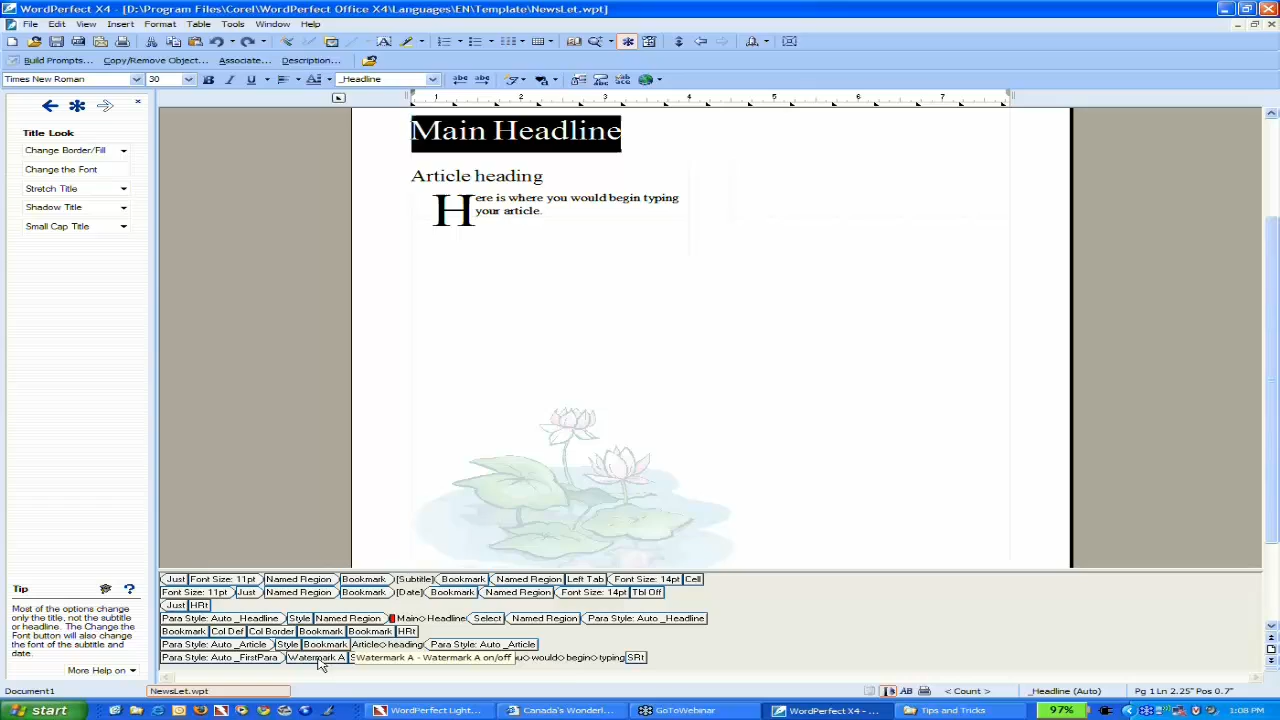 WordPerfect X4 - [D:\Program Files\Corel\WordPerfect Office X4\Languages\EN\Template\NewsLet.wpt]
File Edit View Insert Format Table Tools Window Help
Build Prompts... Copy/Remove Object... Associate... Description...
Times New Roman 30 _Headline
1 2 3 4 5 6 7
Title Look
Change Border/Fill
Change the Font
Stretch Title
Shadow Title
Small Cap Title
Main Headline
Article heading
Here is where you would begin typing
your article.
Tip
Most of the options change
only the title, not the subtitle
or headline. The Change the
Font button will also change
the font of the subtitle and
date.
More Help on
Just Font Size: 11pt Named Region Bookmark [Subtitle] Bookmark Named Region Left Tab Font Size: 14pt Cell
Font Size: 11pt Just Named Region Bookmark [Date] Bookmark Named Region Font Size: 14pt Tbl Off
Just HRt
Para Style: Auto _Headline Style Named Region Main Headline Select Named Region Para Style: Auto _Headline
Bookmark Col Def Col Border Bookmark Bookmark HRt
Para Style: Auto _Article Style Bookmark Article heading Para Style: Auto _Article
Para Style: Auto _FirstPara Watermark A Watermark A - Watermark A on/off would begin typing SRt
Document1 NewsLet.wpt AB < Count > _Headline (Auto) Pg 1 Ln 2.25" Pos 0.7"
start WordPerfect Light... Canada's Wonderl... GoToWebinar WordPerfect X4 - ... Tips and Tricks 97% 1:08 PM